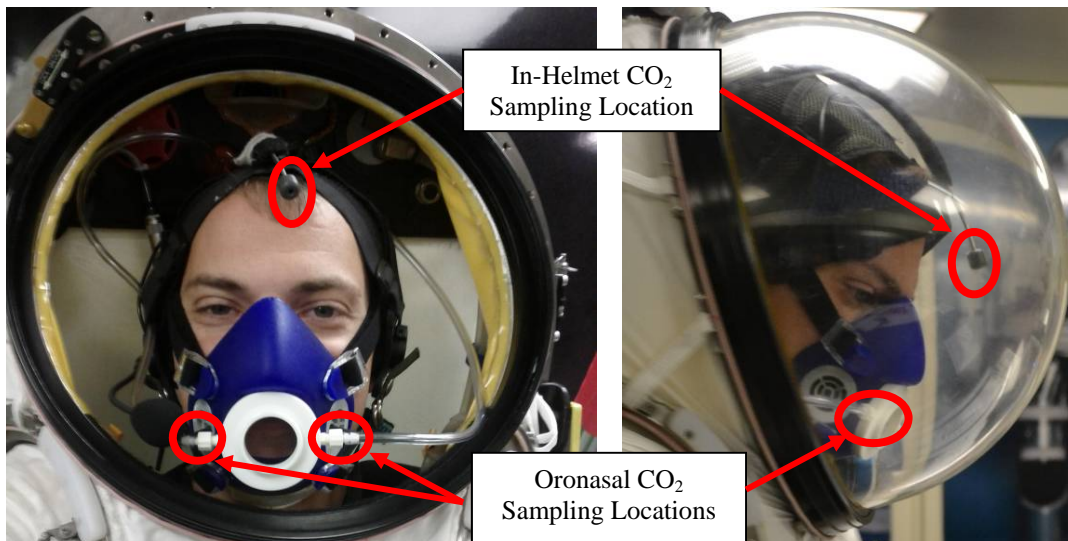 In-Helmet CO₂
Sampling Location
Oronasal CO₂
Sampling Locations